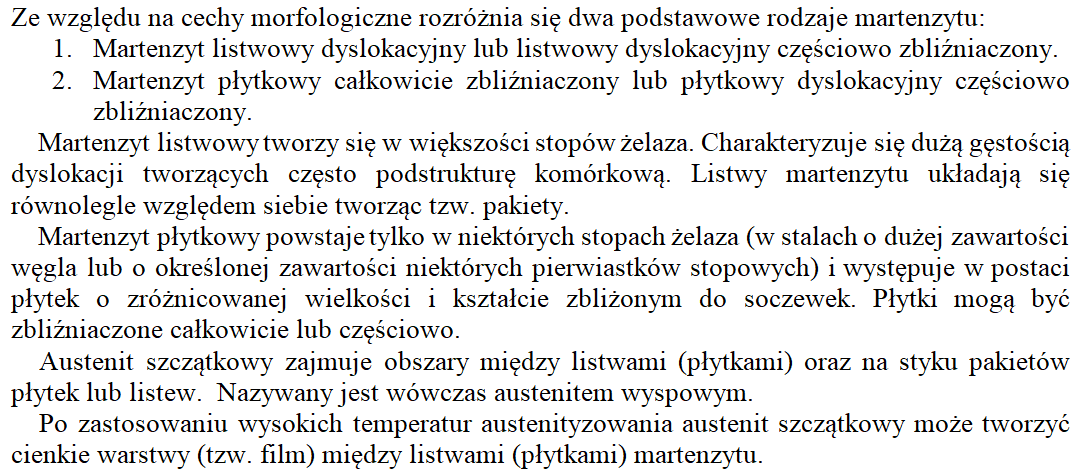 Ze względu na cechy morfologiczne rozróżnia się dwa podstawowe rodzaje martenzytu:
1. Martenzyt listwowy dyslokacyjny lub listwowy dyslokacyjny częściowo zbliźniaczony.
2. Martenzyt płytkowy całkowicie zbliźniaczony lub płytkowy dyslokacyjny częściowo
zbliźniaczony.
Martenzyt listwowy tworzy się w większości stopów żelaza. Charakteryzuje się dużą gęstością
dyslokacji tworzących często podstrukturę komórkową. Listwy martenzytu układają się
równolegle względem siebie tworząc tzw. pakiety.
Martenzyt płytkowy powstaje tylko w niektórych stopach żelaza (w stalach o dużej zawartości
węgla lub o określonej zawartości niektórych pierwiastków stopowych) i występuje w postaci
płytek o zróżnicowanej wielkości i kształcie zbliżonym do soczewek. Płytki mogą być
zbliźniaczone całkowicie lub częściowo.
Austenit szczątkowy zajmuje obszary między listwami (płytkami) oraz na styku pakietów
płytek lub listew. Nazywany jest wówczas austenitem wyspowym.
Po zastosowaniu wysokich temperatur austenityzowania austenit szczątkowy może tworzyć
cienkie warstwy (tzw. film) między listwami (płytkami) martenzytu.